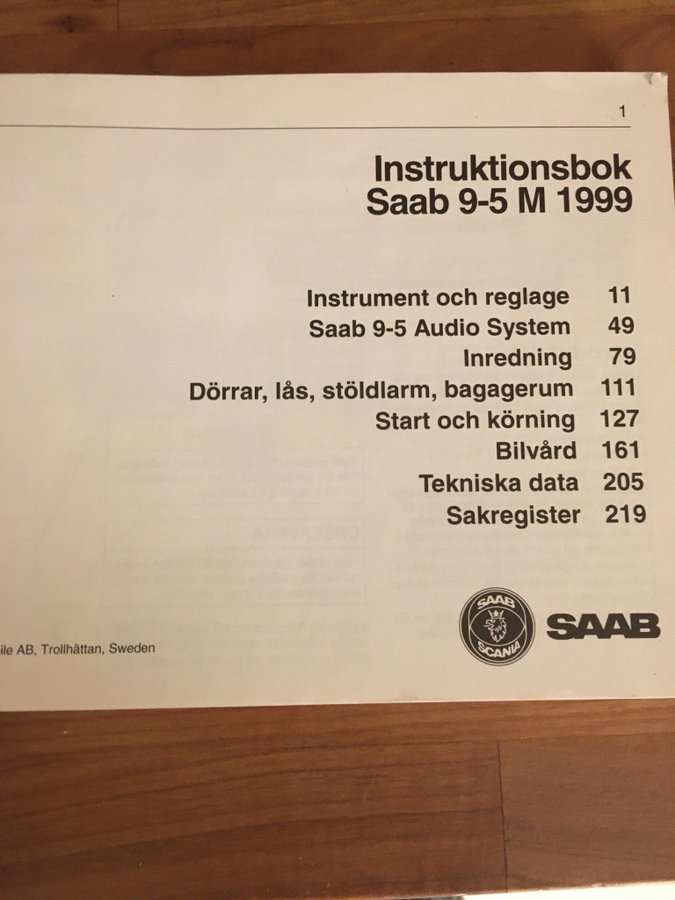 1
Instruktionsbok
Saab 9-5 M 1999
Instrument och reglage 11
Saab 9-5 Audio System 49
Inredning 79
Dörrar, lås, stöldlarm, bagagerum 111
Start och körning 127
Bilvård 161
Tekniska data 205
Sakregister 219
SAAB
SCANIA
SAAB
ile AB, Trollhättan, Sweden